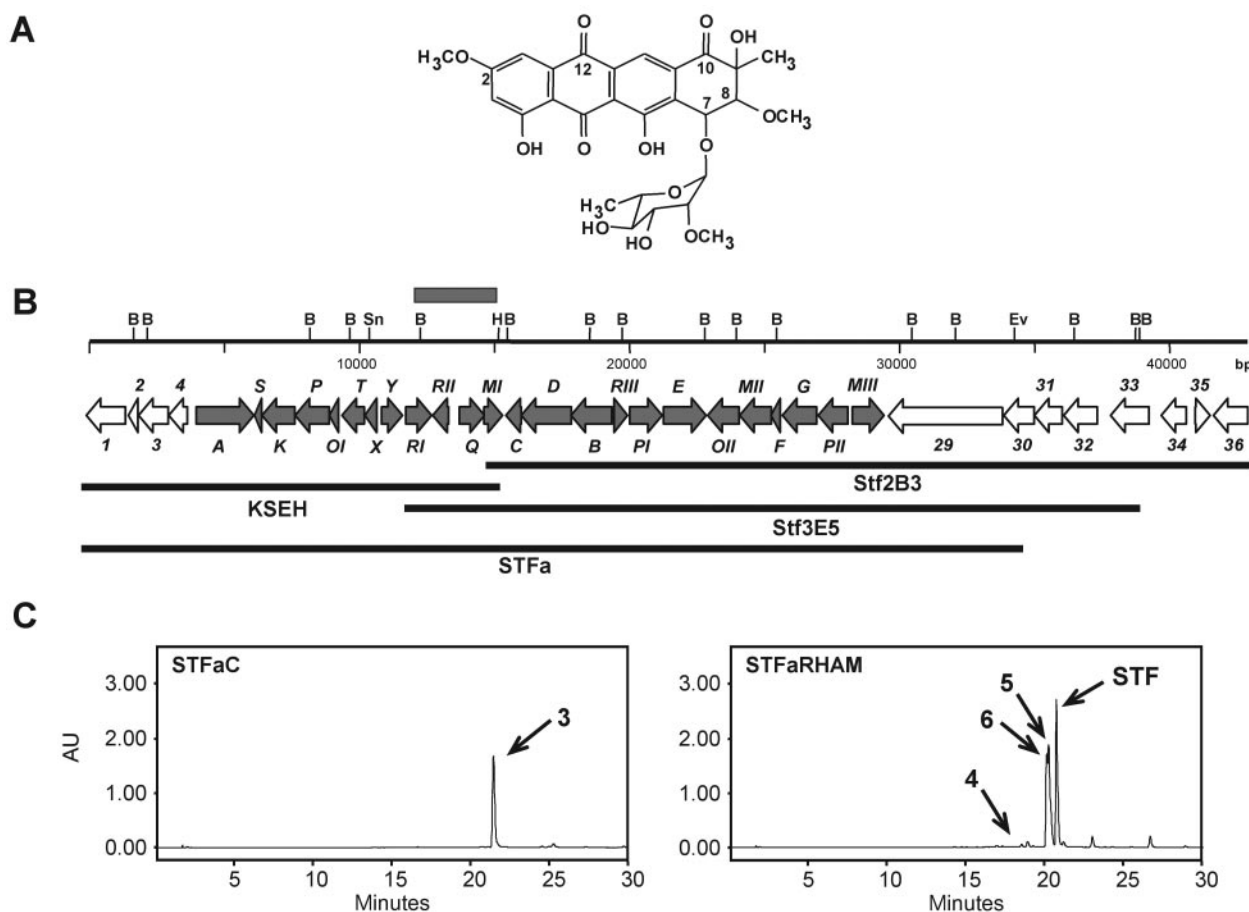 A
O O OH
H₃CO 2 12 10 CH₃
8
7 OCH₃
OH O OH O
H₃C O
HO
HO OCH₃
B
B B B B Sn B H B B B B B B B B Ev B B B
10000 20000 30000 40000 bp
2 4 S P T Y RII MI D RIII E MII G MIII 31 33 35
1 3 A K OI X RI Q C B PI OII F PII 29 30 32 34 36
Stf2B3
KSEH
Stf3E5
STFa
C
STFaC
3.00
2.00
1.00
0.00
AU
3
5 10 15 20 25 30
Minutes
STFaRHAM
3.00
2.00
1.00
0.00
4
6
5
STF
5 10 15 20 25 30
Minutes